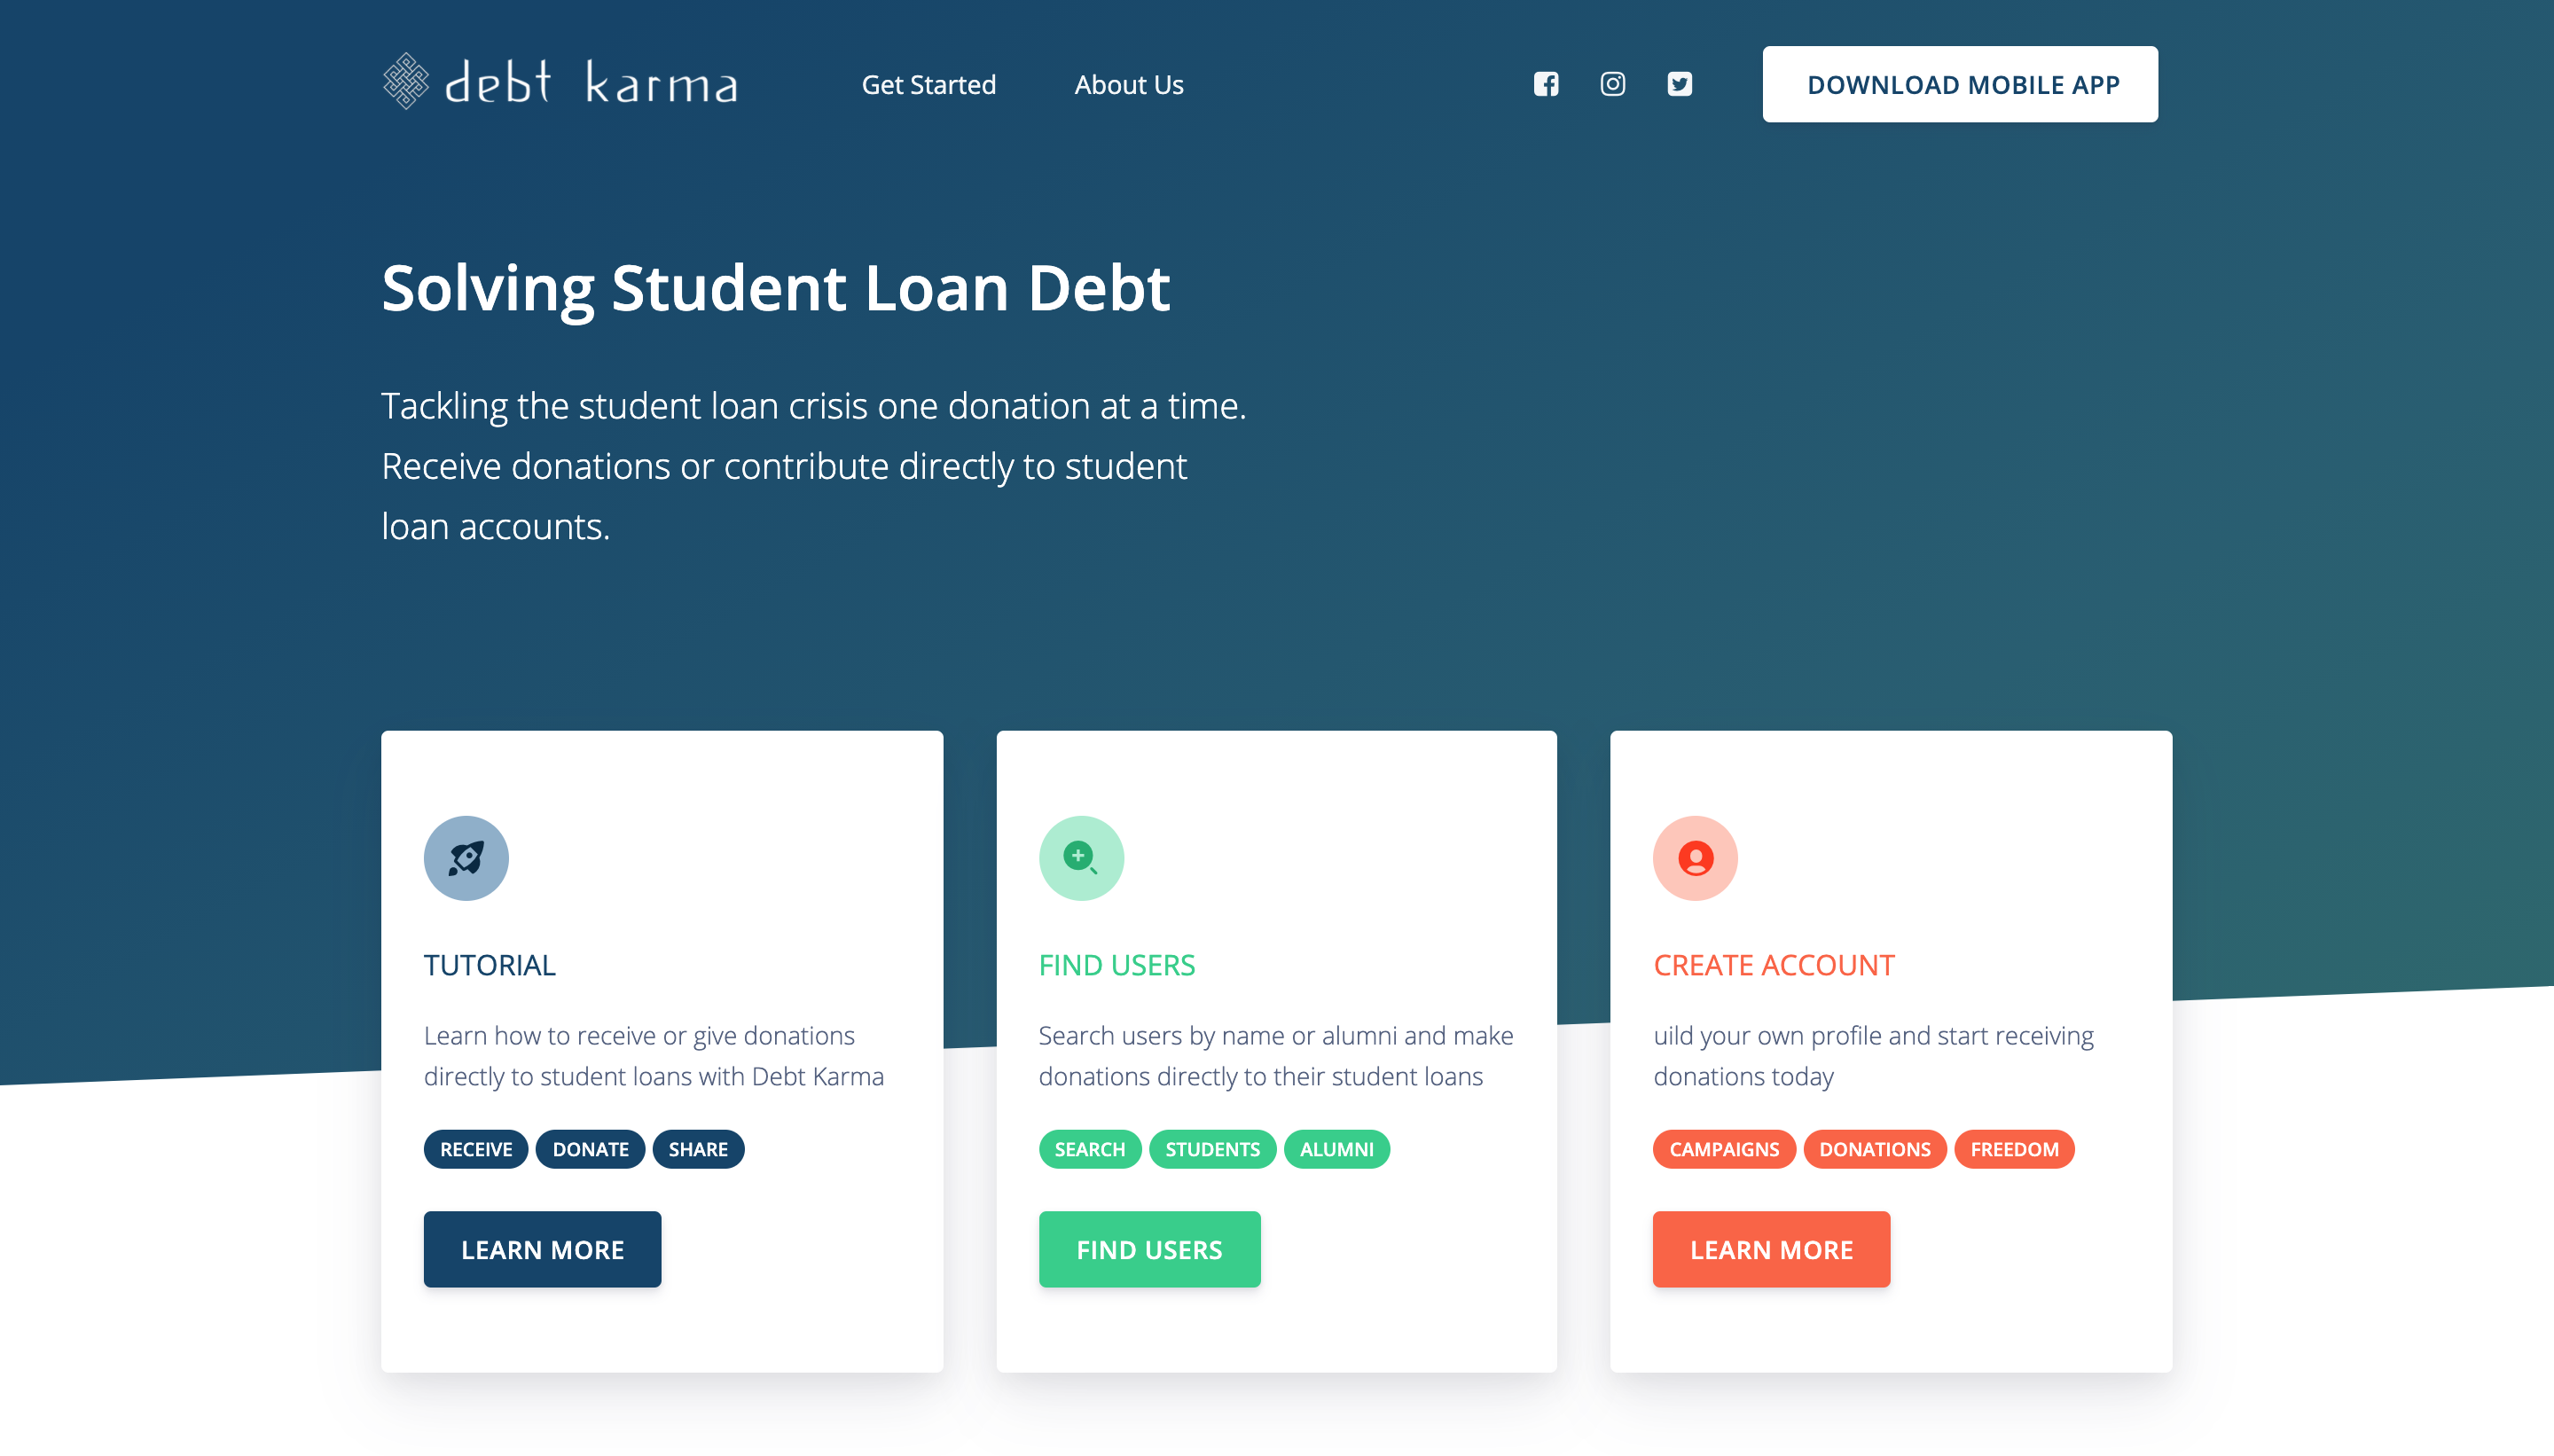 debt karma
Get Started
About Us
DOWNLOAD MOBILE APP
Solving Student Loan Debt
Tackling the student loan crisis one donation at a time.
Receive donations or contribute directly to student
loan accounts.
TUTORIAL
Learn how to receive or give donations
directly to student loans with Debt Karma
RECEIVE DONATE SHARE
LEARN MORE
FIND USERS
Search users by name or alumni and make
donations directly to their student loans
SEARCH STUDENTS ALUMNI
FIND USERS
CREATE ACCOUNT
uild your own profile and start receiving
donations today
CAMPAIGNS DONATIONS FREEDOM
LEARN MORE